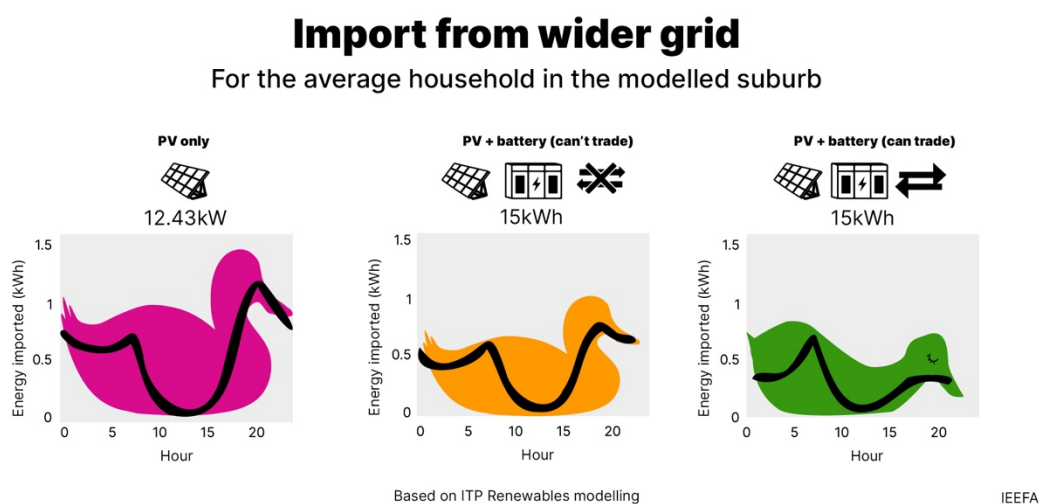 Import from wider grid
For the average household in the modelled suburb
PV only
12.43kW
Energy imported (kWh)
1.5
1
0.5
0
0 5 10 15 20
Hour
PV + battery (can't trade)
15kWh
Energy imported (kWh)
1.5
1
0.5
0
0 5 10 15 20
Hour
PV + battery (can trade)
15kWh
Energy imported (kWh)
1.5
1
0.5
0
0 5 10 15 20
Hour
Based on ITP Renewables modelling
IEEFA